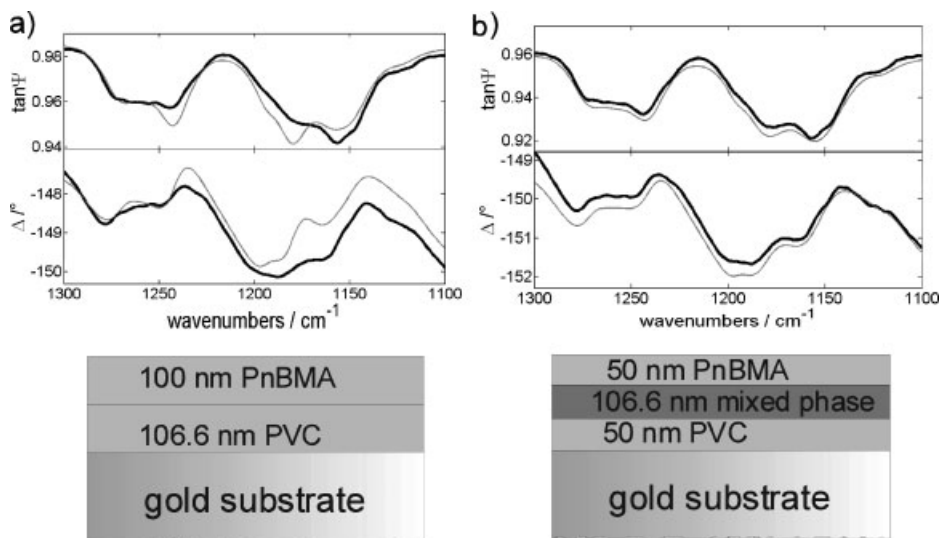 a)
0.98
0.96
0.94
tanΨ
-148
-149
-150
Δ /°
1300 1250 1200 1150 1100
wavenumbers / cm⁻¹
100 nm PnBMA
106.6 nm PVC
gold substrate
b)
0.96
0.94
0.92
tanΨ
-149
-150
-151
-152
Δ /°
1300 1250 1200 1150 1100
wavenumbers / cm⁻¹
50 nm PnBMA
106.6 nm mixed phase
50 nm PVC
gold substrate